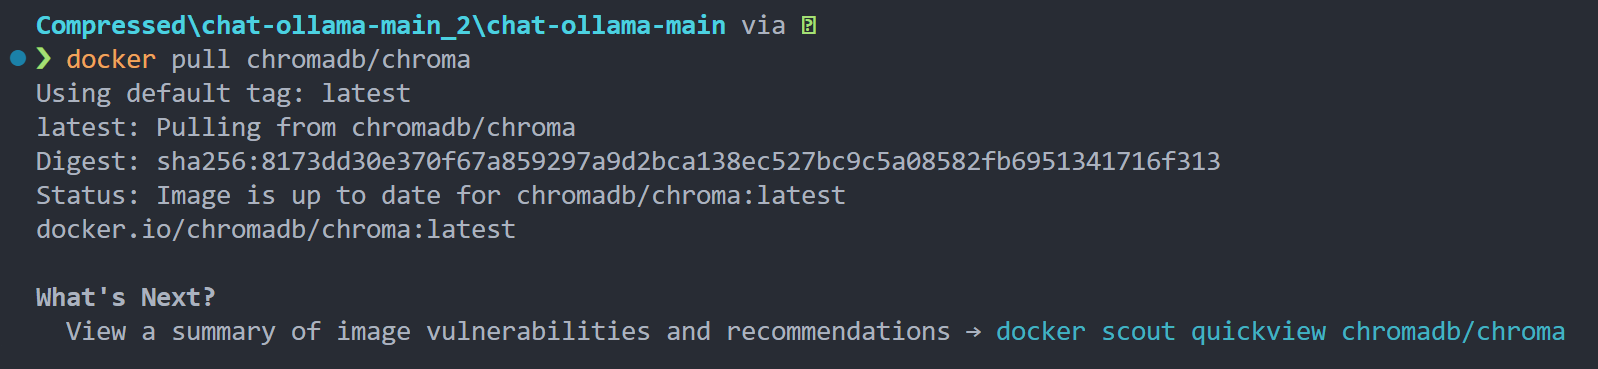 Compressed\chat-ollama-main_2\chat-ollama-main via
❯ docker pull chromadb/chroma
Using default tag: latest
latest: Pulling from chromadb/chroma
Digest: sha256:8173dd30e370f67a859297a9d2bca138ec527bc9c5a08582fb6951341716f313
Status: Image is up to date for chromadb/chroma:latest
docker.io/chromadb/chroma:latest
What's Next?
View a summary of image vulnerabilities and recommendations → docker scout quickview chromadb/chroma